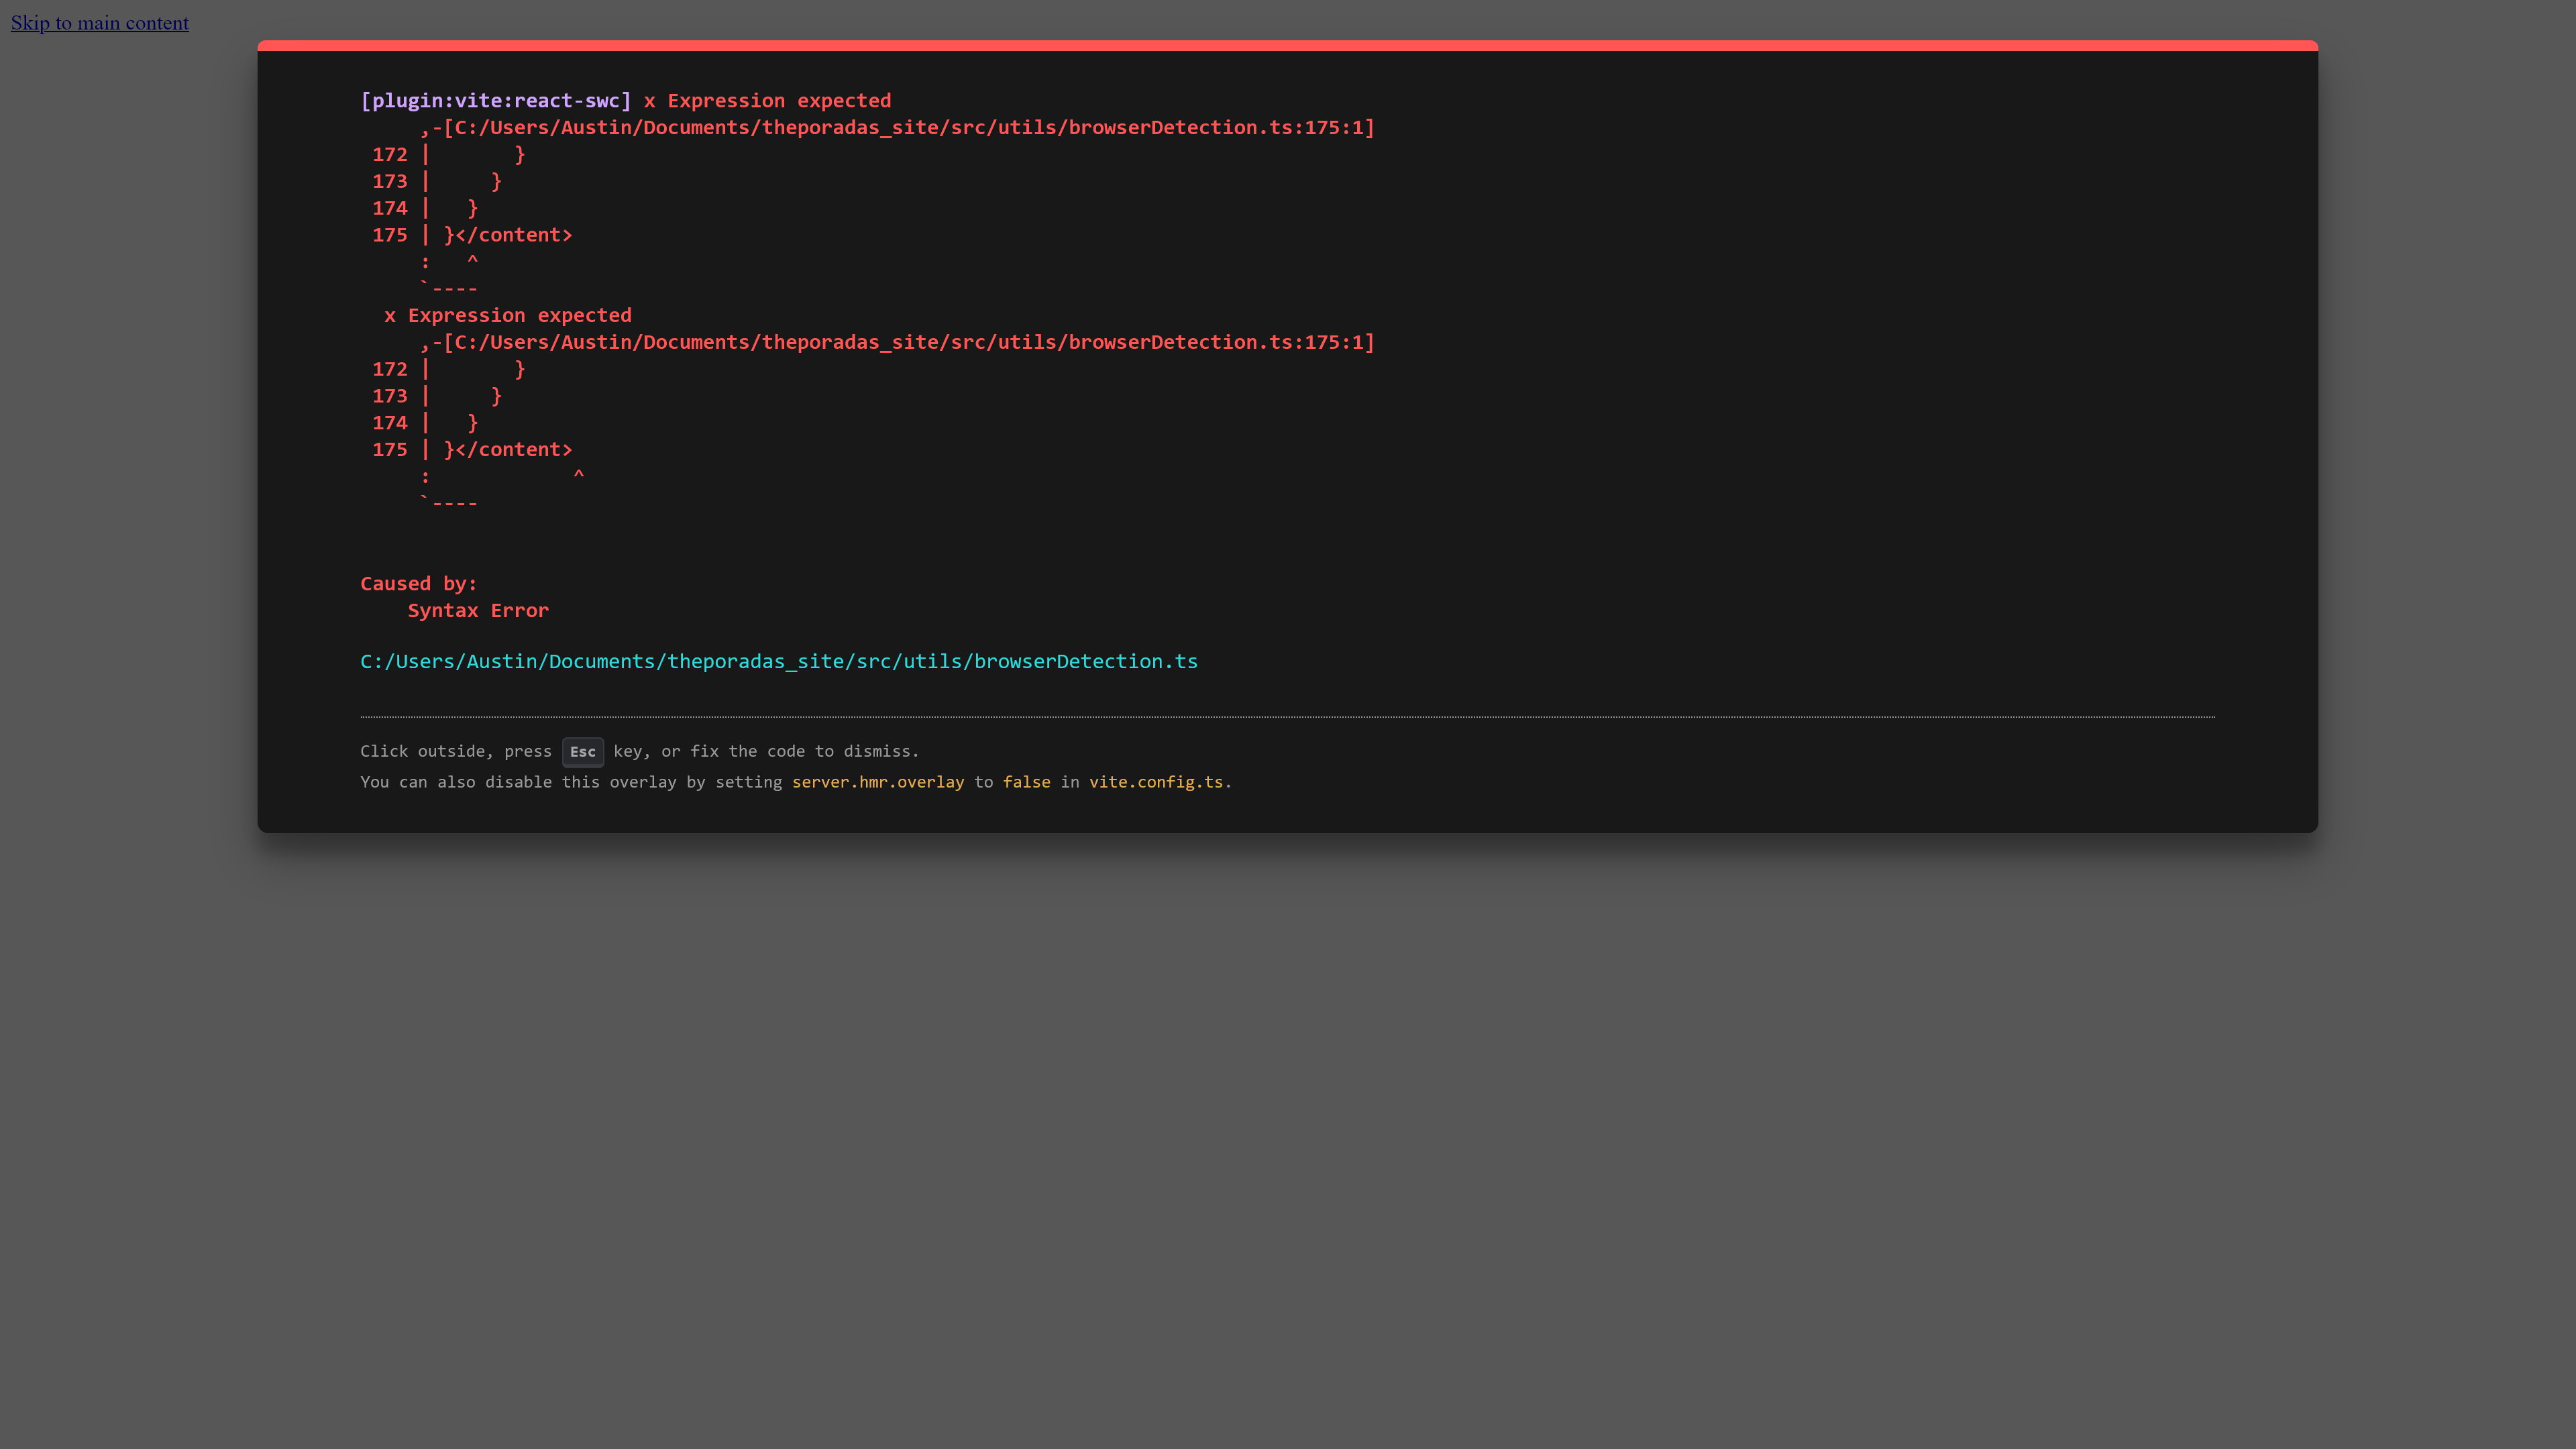 Skip to main content
[plugin:vite:react-swc] x Expression expected
     ,-[C:/Users/Austin/Documents/theporadas_site/src/utils/browserDetection.ts:175:1]
 172 |       }
 173 |     }
 174 |   }
 175 | }</content>
     :   ^
     `----
  x Expression expected
     ,-[C:/Users/Austin/Documents/theporadas_site/src/utils/browserDetection.ts:175:1]
 172 |       }
 173 |     }
 174 |   }
 175 | }</content>
     :            ^
     `----
Caused by:
    Syntax Error
C:/Users/Austin/Documents/theporadas_site/src/utils/browserDetection.ts
Click outside, press Esc key, or fix the code to dismiss.
You can also disable this overlay by setting server.hmr.overlay to false in vite.config.ts.